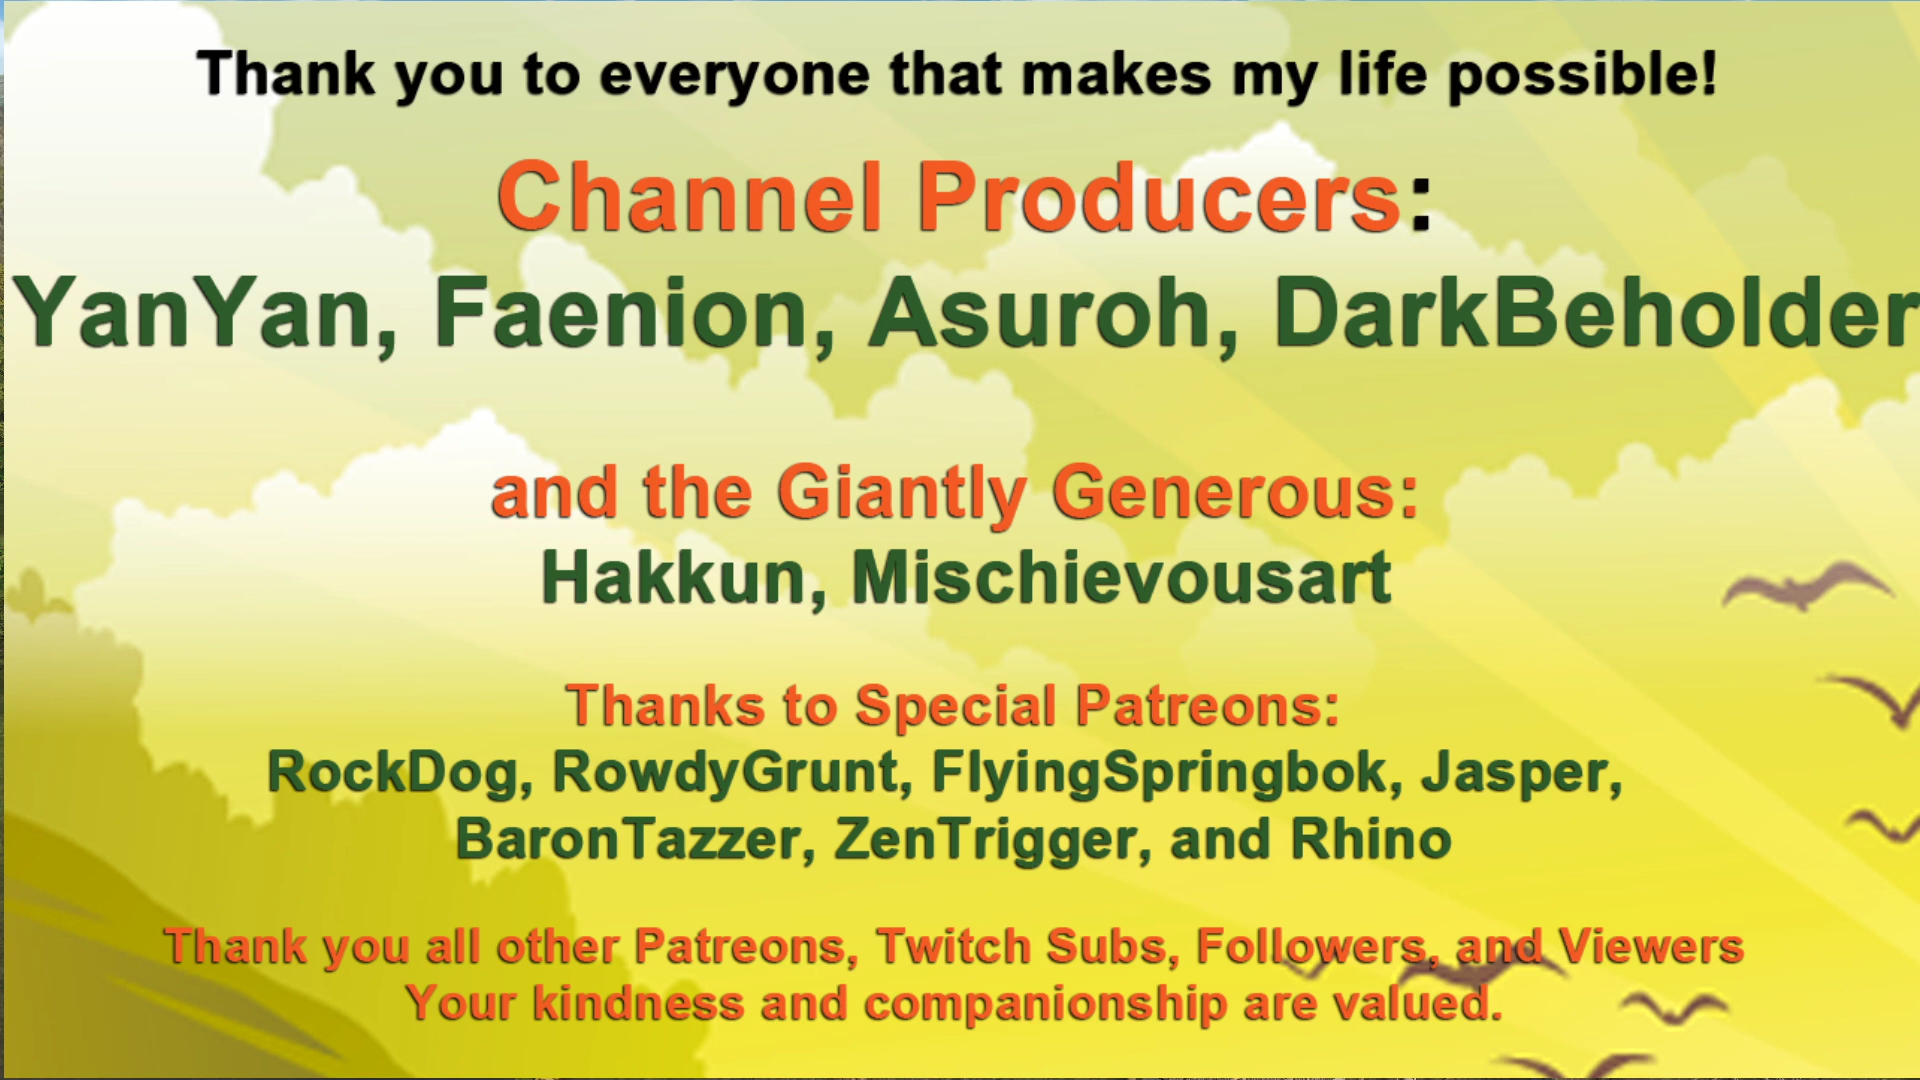 Thank you to everyone that makes my life possible!
Channel Producers:
YanYan, Faenion, Asuroh, DarkBeholder
and the Giantly Generous:
Hakkun, Mischievousart
Thanks to Special Patreons:
RockDog, RowdyGrunt, FlyingSpringbok, Jasper,
BaronTazzer, ZenTrigger, and Rhino
Thank you all other Patreons, Twitch Subs, Followers, and Viewers
Your kindness and companionship are valued.